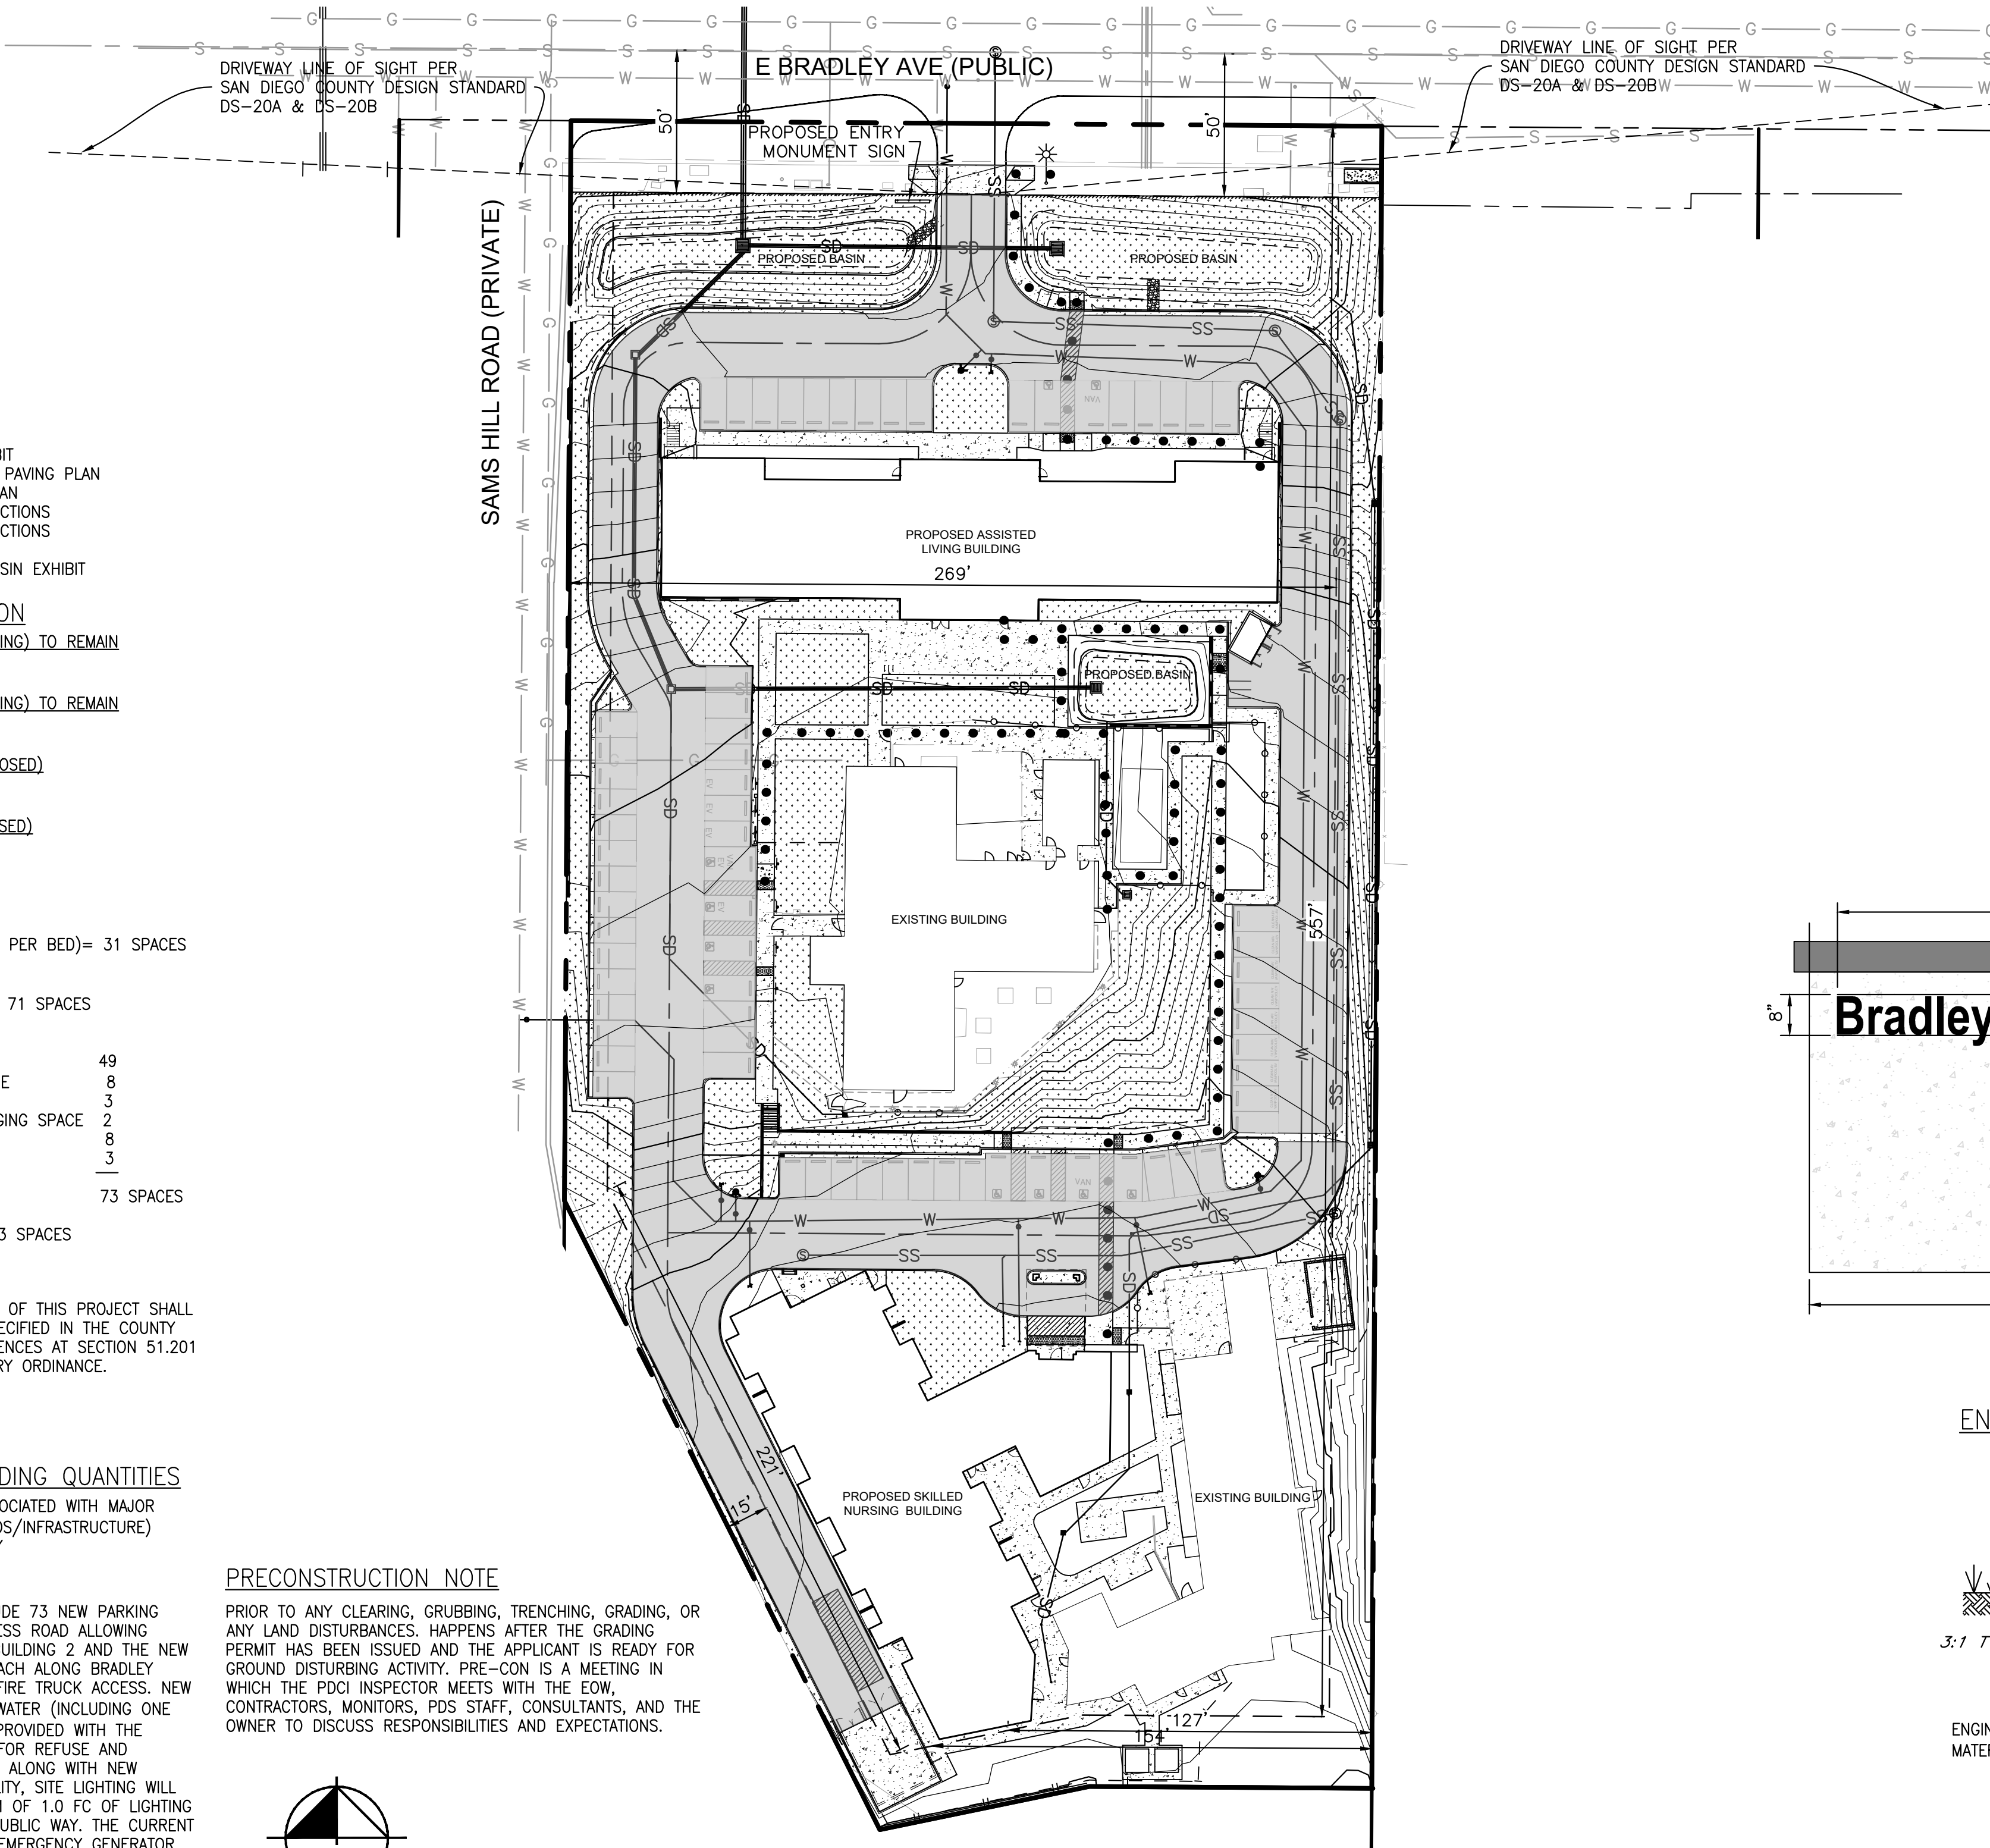 E BRADLEY AVE (PUBLIC)
DRIVEWAY LINE OF SIGHT PER
SAN DIEGO COUNTY DESIGN STANDARD
DS-20A & DS-20B
DRIVEWAY LINE OF SIGHT PER
SAN DIEGO COUNTY DESIGN STANDARD
DS-20A & DS-20B
50'
50'
PROPOSED ENTRY
MONUMENT SIGN
SAMS HILL ROAD (PRIVATE)
PROPOSED BASIN
PROPOSED BASIN
VAN
PROPOSED ASSISTED
LIVING BUILDING
269'
PROPOSED BASIN
EXISTING BUILDING
557'
VAN
221'
15'
PROPOSED SKILLED
NURSING BUILDING
EXISTING BUILDING
127'
154'
BIT
PAVING PLAN
AN
CTIONS
CTIONS
SIN EXHIBIT
ON
ING) TO REMAIN
ING) TO REMAIN
OSED)
SED)
PER BED)= 31 SPACES
71 SPACES
49
E 8
3
GING SPACE 2
8
3
73 SPACES
3 SPACES
OF THIS PROJECT SHALL
ECIFIED IN THE COUNTY
ENCES AT SECTION 51.201
RY ORDINANCE.
DING QUANTITIES
OCIATED WITH MAJOR
DS/INFRASTRUCTURE)
UDE 73 NEW PARKING
ESS ROAD ALLOWING
UILDING 2 AND THE NEW
ACH ALONG BRADLEY
FIRE TRUCK ACCESS. NEW
WATER (INCLUDING ONE
PROVIDED WITH THE
FOR REFUSE AND
ALONG WITH NEW
LITY, SITE LIGHTING WILL
OF 1.0 FC OF LIGHTING
UBLIC WAY. THE CURRENT
EMERGENCY GENERATOR
PRECONSTRUCTION NOTE
PRIOR TO ANY CLEARING, GRUBBING, TRENCHING, GRADING, OR
ANY LAND DISTURBANCES. HAPPENS AFTER THE GRADING
PERMIT HAS BEEN ISSUED AND THE APPLICANT IS READY FOR
GROUND DISTURBING ACTIVITY. PRE-CON IS A MEETING IN
WHICH THE PDCI INSPECTOR MEETS WITH THE EOW,
CONTRACTORS, MONITORS, PDS STAFF, CONSULTANTS, AND THE
OWNER TO DISCUSS RESPONSIBILITIES AND EXPECTATIONS.
8"
Bradley
EN
3:1 T
ENGIN
MATER